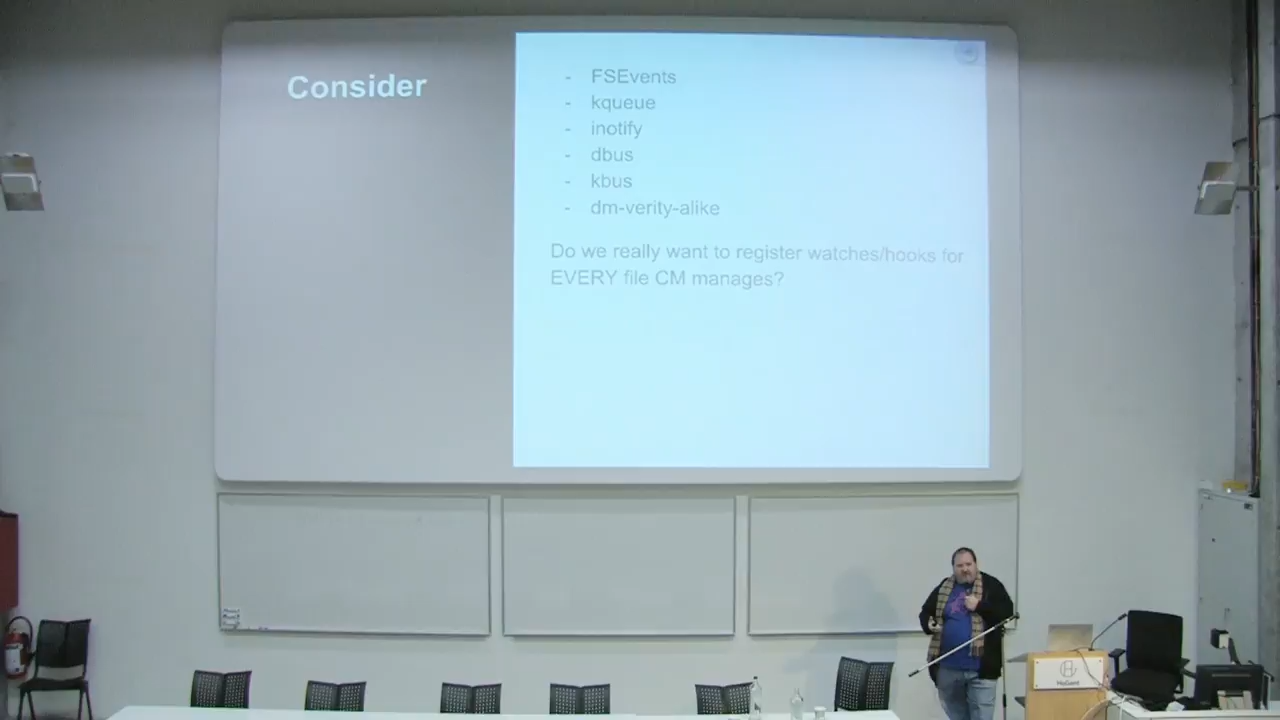 Consider
- FSEvents
- kqueue
- inotify
- dbus
- kbus
- dm-verity-alike
Do we really want to register watches/hooks for
EVERY file CM manages?
HoGent